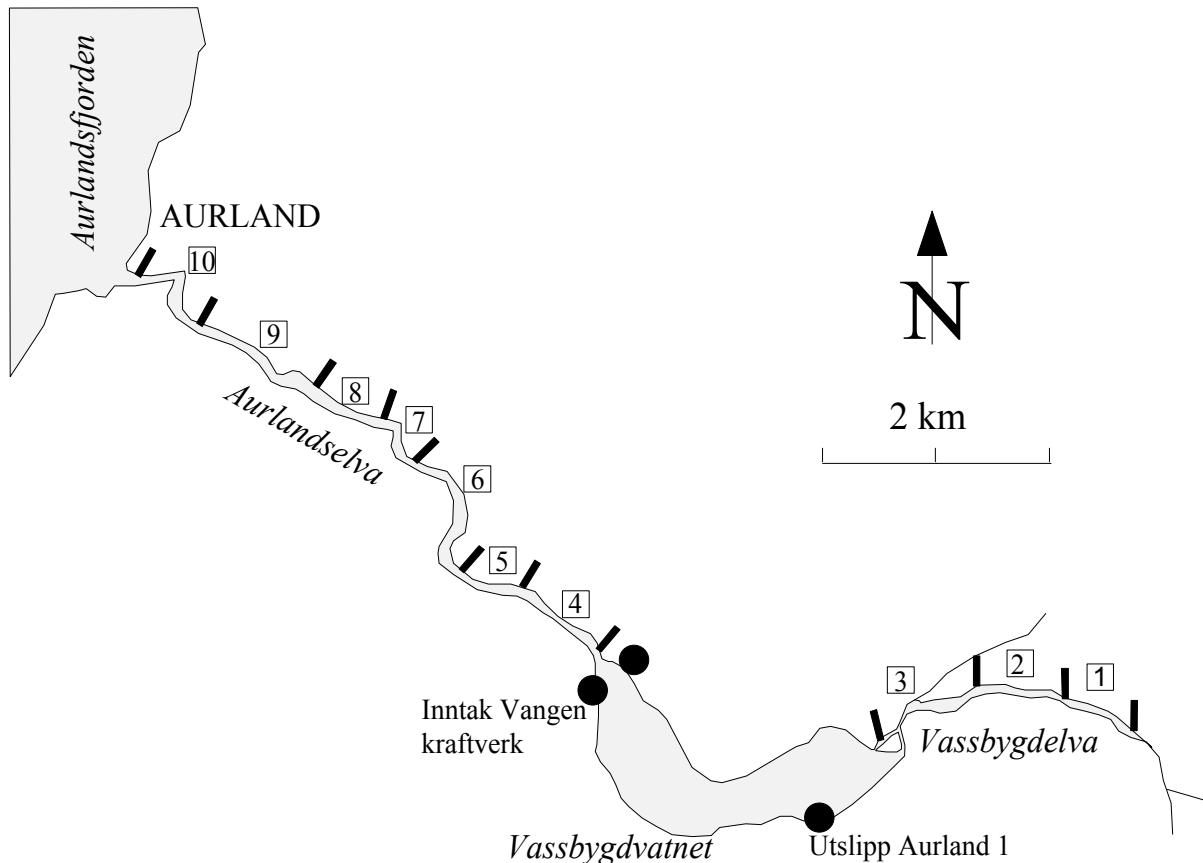 Aurlandsfjorden
AURLAND
10
9
8
7
Aurlandselva
6
5
4
N
2 km
3
2
1
Inntak Vangen
kraftverk
Vassbygdelva
Vassbygdvatnet
Utslipp Aurland 1